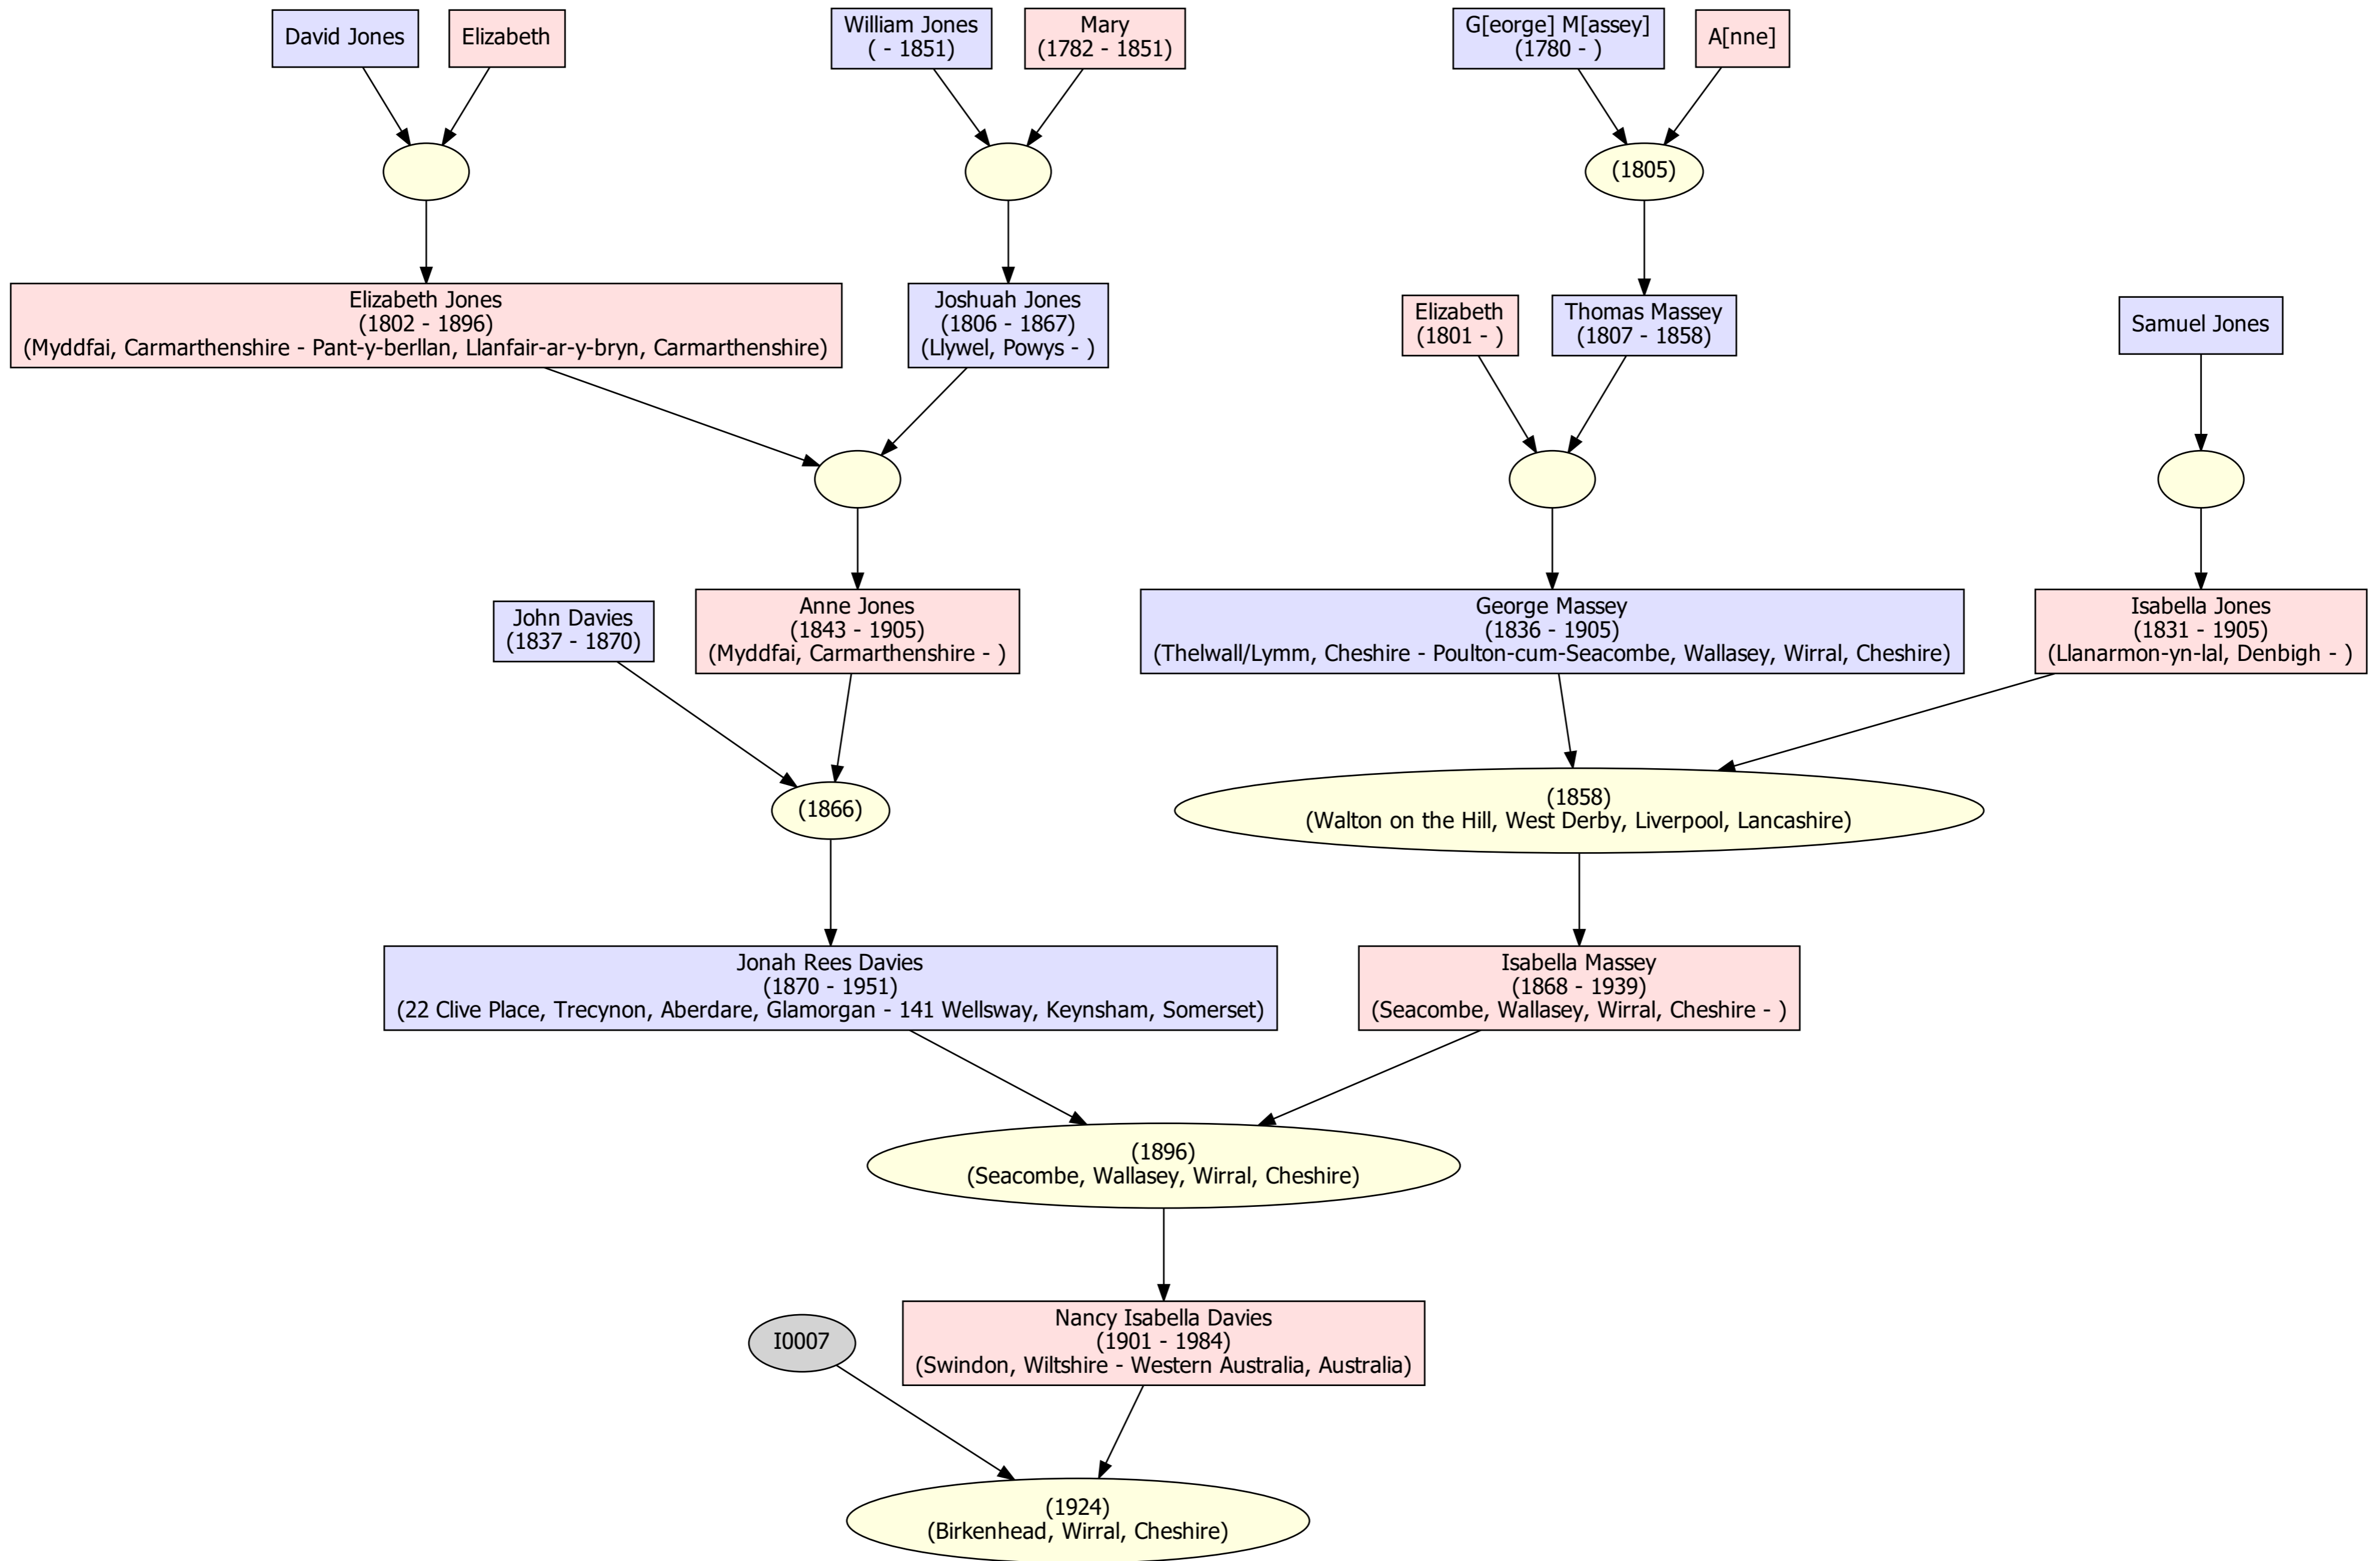 David Jones
Elizabeth
William Jones
( - 1851)
Mary
(1782 - 1851)
G[eorge] M[assey]
(1780 - )
A[nne]
(1805)
Elizabeth Jones
(1802 - 1896)
(Myddfai, Carmarthenshire - Pant-y-berllan, Llanfair-ar-y-bryn, Carmarthenshire)
Joshuah Jones
(1806 - 1867)
(Llywel, Powys - )
Elizabeth
(1801 - )
Thomas Massey
(1807 - 1858)
Samuel Jones
John Davies
(1837 - 1870)
Anne Jones
(1843 - 1905)
(Myddfai, Carmarthenshire - )
George Massey
(1836 - 1905)
(Thelwall/Lymm, Cheshire - Poulton-cum-Seacombe, Wallasey, Wirral, Cheshire)
Isabella Jones
(1831 - 1905)
(Llanarmon-yn-lal, Denbigh - )
(1866)
(1858)
(Walton on the Hill, West Derby, Liverpool, Lancashire)
Jonah Rees Davies
(1870 - 1951)
(22 Clive Place, Trecynon, Aberdare, Glamorgan - 141 Wellsway, Keynsham, Somerset)
Isabella Massey
(1868 - 1939)
(Seacombe, Wallasey, Wirral, Cheshire - )
(1896)
(Seacombe, Wallasey, Wirral, Cheshire)
I0007
Nancy Isabella Davies
(1901 - 1984)
(Swindon, Wiltshire - Western Australia, Australia)
(1924)
(Birkenhead, Wirral, Cheshire)